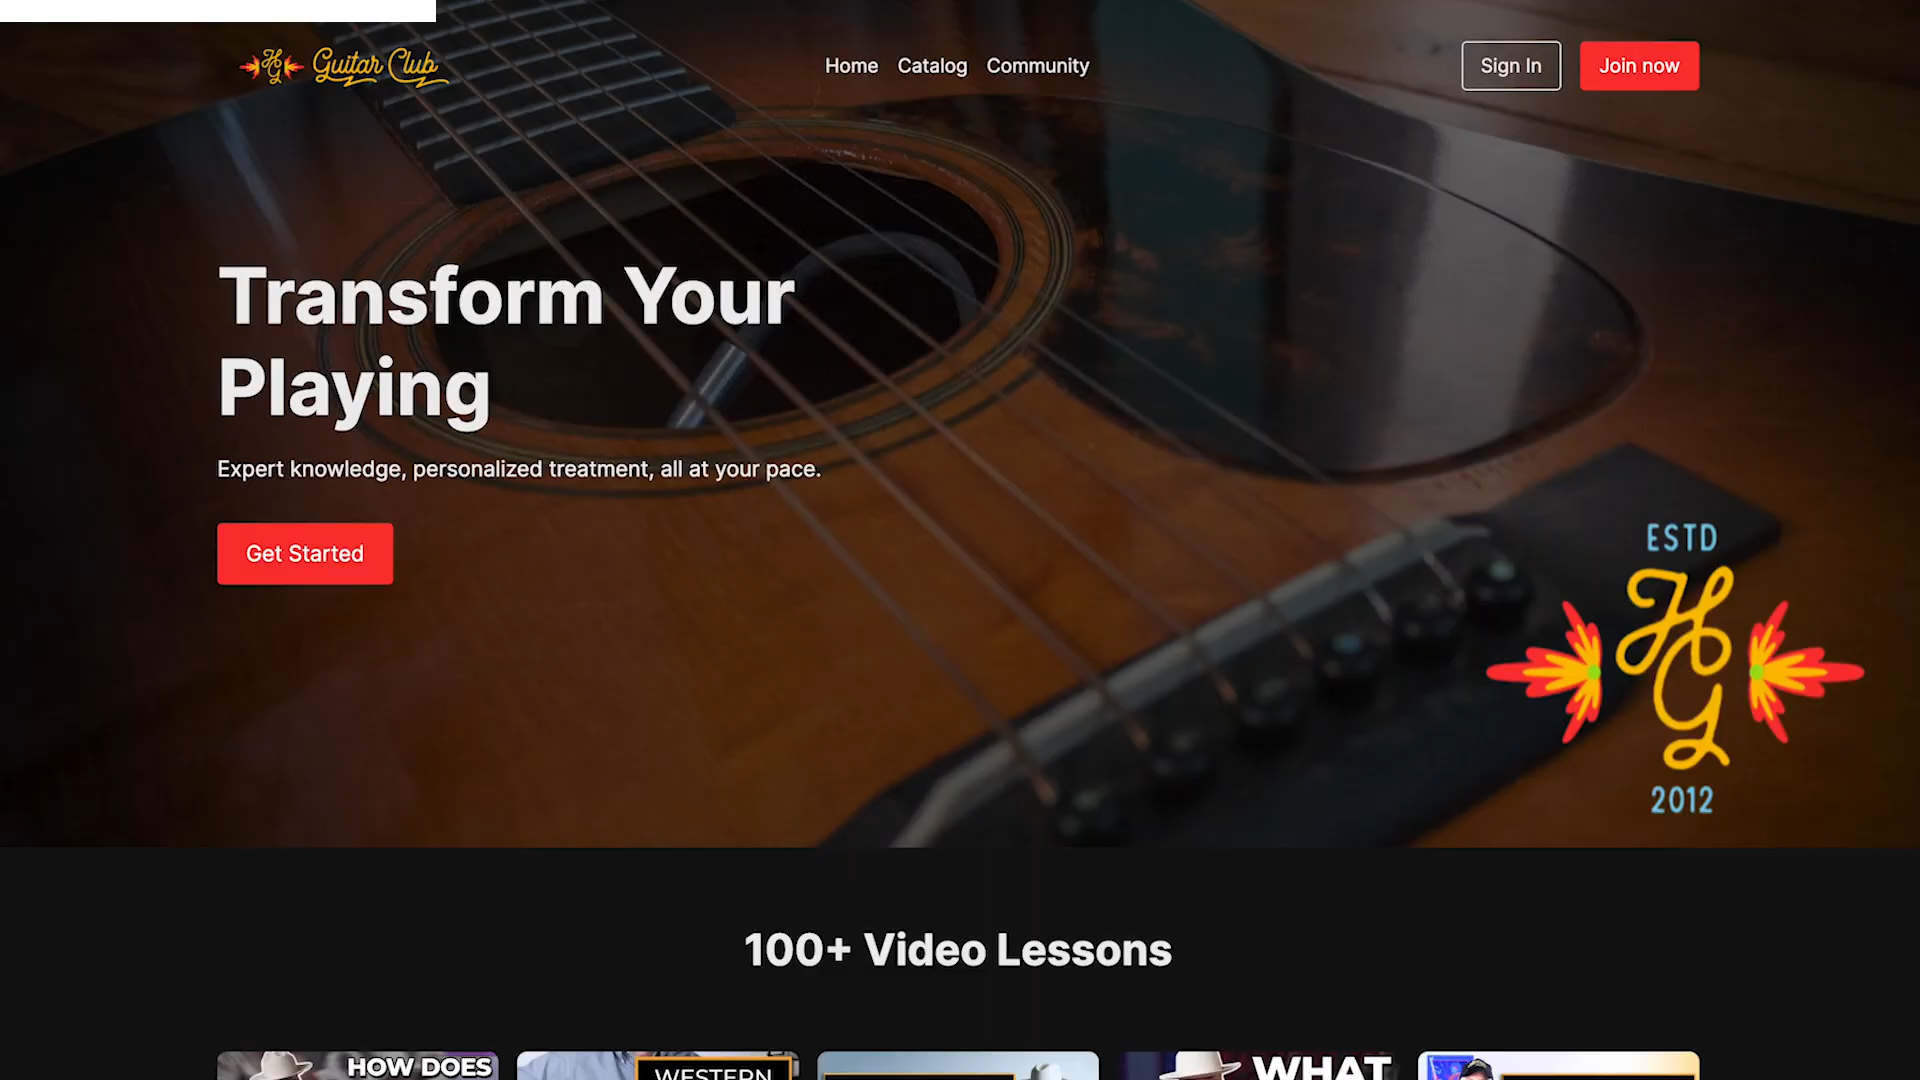 HG Guitar Club
Home Catalog Community
Sign In
Join now
Transform Your
Playing
Expert knowledge, personalized treatment, all at your pace.
Get Started
ESTD
HG
2012
100+ Video Lessons
HOW DOES
WESTERN
WHAT